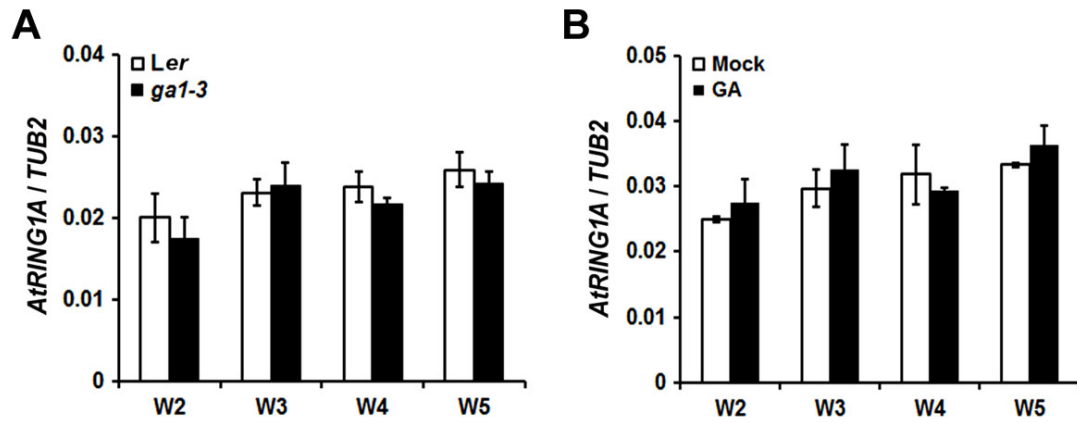 A
AtRING1A / TUB2
0.04
0.03
0.02
0.01
0
Ler
ga1-3
W2 W3 W4 W5
B
AtRING1A / TUB2
0.05
0.04
0.03
0.02
0.01
0
Mock
GA
W2 W3 W4 W5